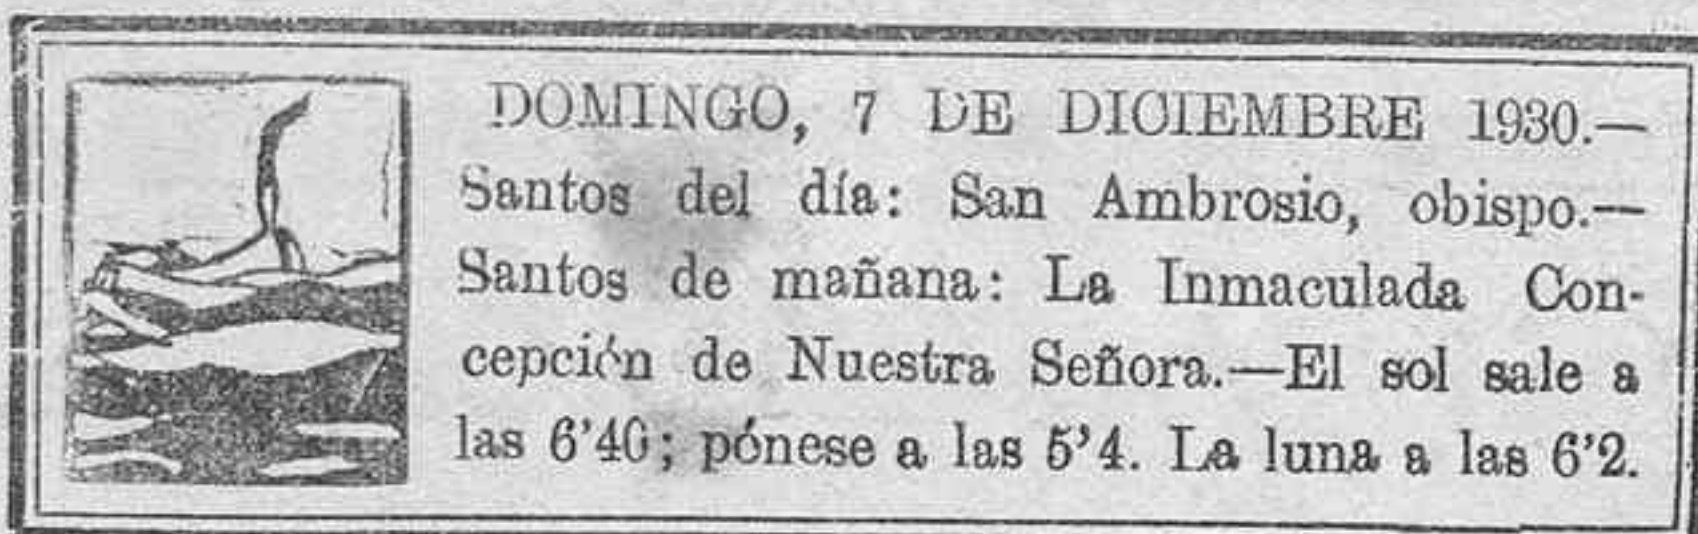 DOMINGO, 7 DE DICIEMBRE 1930.—
Santos del día: San Ambrosio, obispo.—
Santos de mañana: La Inmaculada Con-
cepción de Nuestra Señora.—El sol sale a
las 6'40; pónese a las 5'4. La luna a las 6'2.